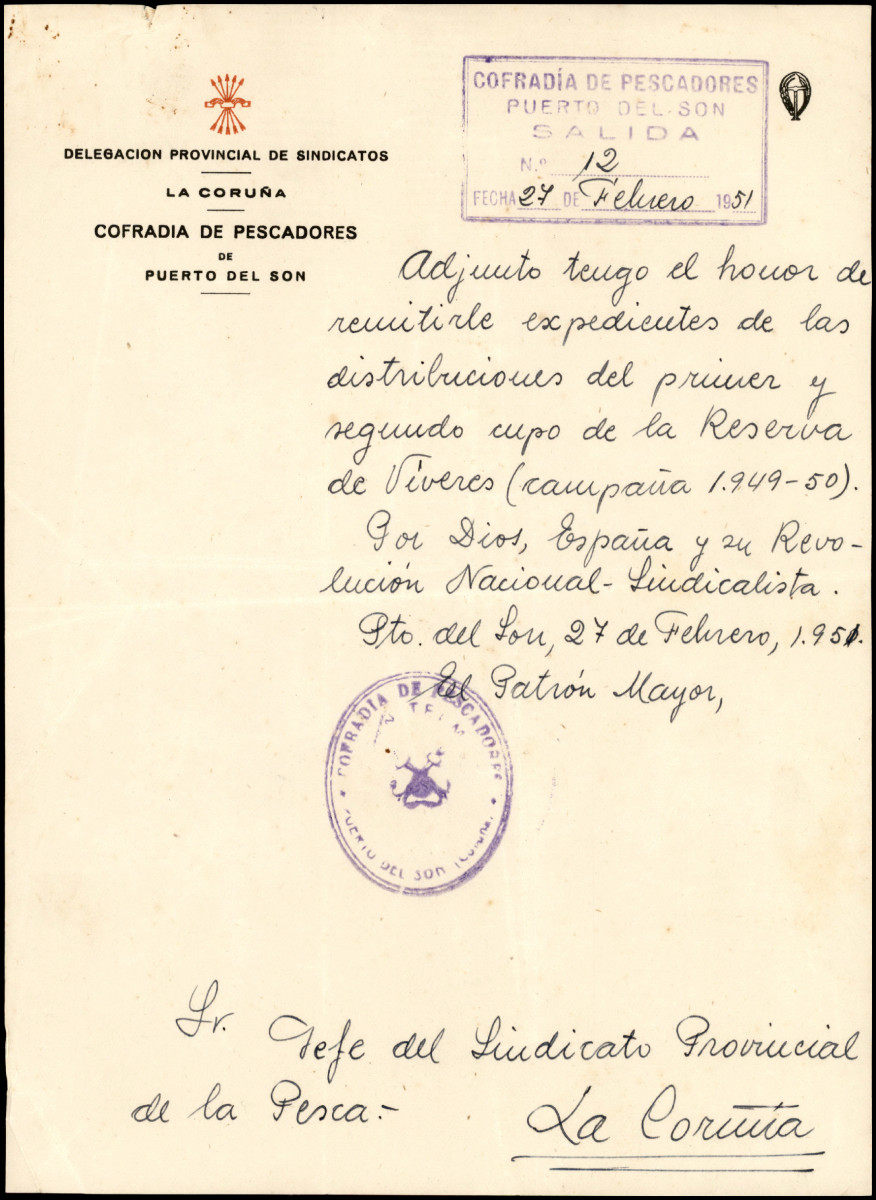 DELEGACION PROVINCIAL DE SINDICATOS
LA CORUÑA
COFRADIA DE PESCADORES
DE
PUERTO DEL SON
COFRADÍA DE PESCADORES
PUERTO DEL SON
SALIDA
N.º 12
FECHA 27 DE Febrero 1951
Adjunto tengo el honor de
remitirle expedientes de las
distribuciones del primer y
segundo cupo de la Reserva
de Víveres (campaña 1.949-50).
Por Dios, España y su Revo-
lución Nacional-Sindicalista.
Pto. del Son, 27 de Febrero, 1.951.
El Patrón Mayor,
COFRADÍA DE PESCADORES
PUERTO DEL SON
Sr. Jefe del Sindicato Provincial
de la Pesca.-
La Coruña